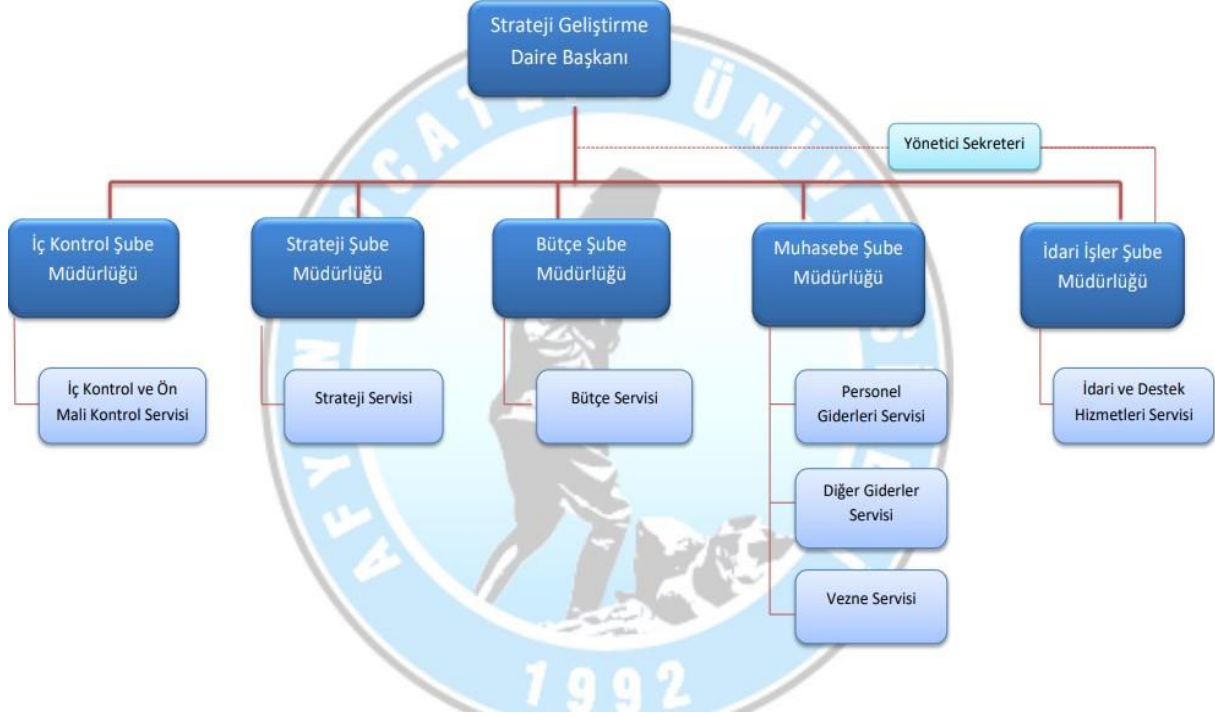 Strateji Geliştirme
Daire Başkanı
Yönetici Sekreteri
İç Kontrol Şube
Müdürlüğü
Strateji Şube
Müdürlüğü
Bütçe Şube
Müdürlüğü
Muhasebe Şube
Müdürlüğü
İdari İşler Şube
Müdürlüğü
İç Kontrol ve Ön
Mali Kontrol Servisi
Strateji Servisi
Bütçe Servisi
Personel
Giderleri Servisi
İdari ve Destek
Hizmetleri Servisi
Diğer Giderler
Servisi
Vezne Servisi
1992